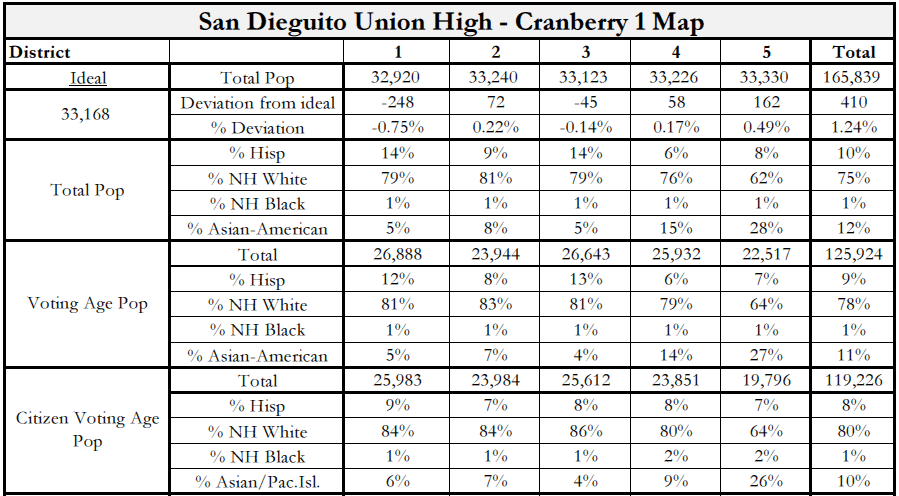 San Dieguito Union High - Cranberry 1 Map
District 1 2 3 4 5 Total
Ideal Total Pop 32,920 33,240 33,123 33,226 33,330 165,839
33,168 Deviation from ideal -248 72 -45 58 162 410
% Deviation -0.75% 0.22% -0.14% 0.17% 0.49% 1.24%
Total Pop % Hisp 14% 9% 14% 6% 8% 10%
% NH White 79% 81% 79% 76% 62% 75%
% NH Black 1% 1% 1% 1% 1% 1%
% Asian-American 5% 8% 5% 15% 28% 12%
Voting Age Pop Total 26,888 23,944 26,643 25,932 22,517 125,924
% Hisp 12% 8% 13% 6% 7% 9%
% NH White 81% 83% 81% 79% 64% 78%
% NH Black 1% 1% 1% 1% 1% 1%
% Asian-American 5% 7% 4% 14% 27% 11%
Citizen Voting Age Pop Total 25,983 23,984 25,612 23,851 19,796 119,226
% Hisp 9% 7% 8% 8% 7% 8%
% NH White 84% 84% 86% 80% 64% 80%
% NH Black 1% 1% 1% 2% 2% 1%
% Asian/Pac.Isl. 6% 7% 4% 9% 26% 10%